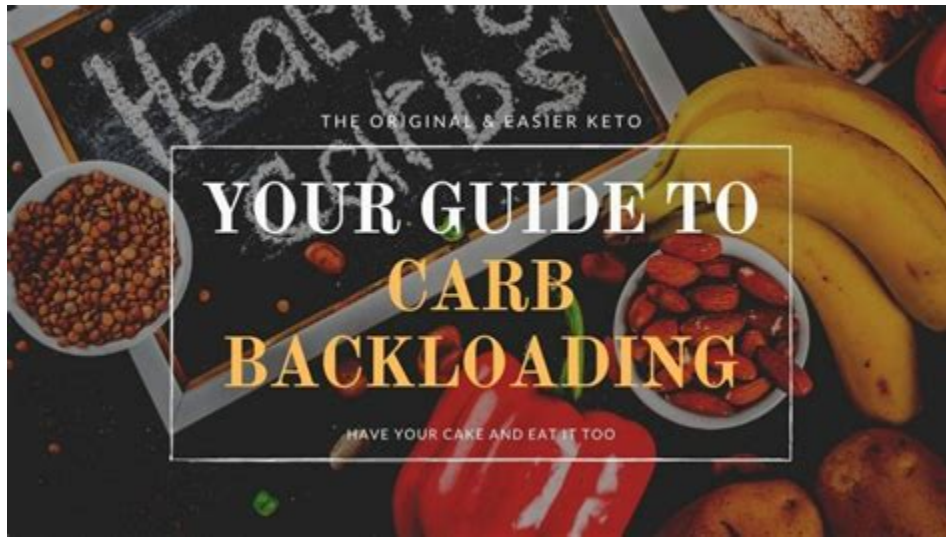 Healthy
Carbs
THE ORIGINAL & EASIER KETO
YOUR GUIDE TO
CARB
BACKLOADING
HAVE YOUR CAKE AND EAT IT TOO